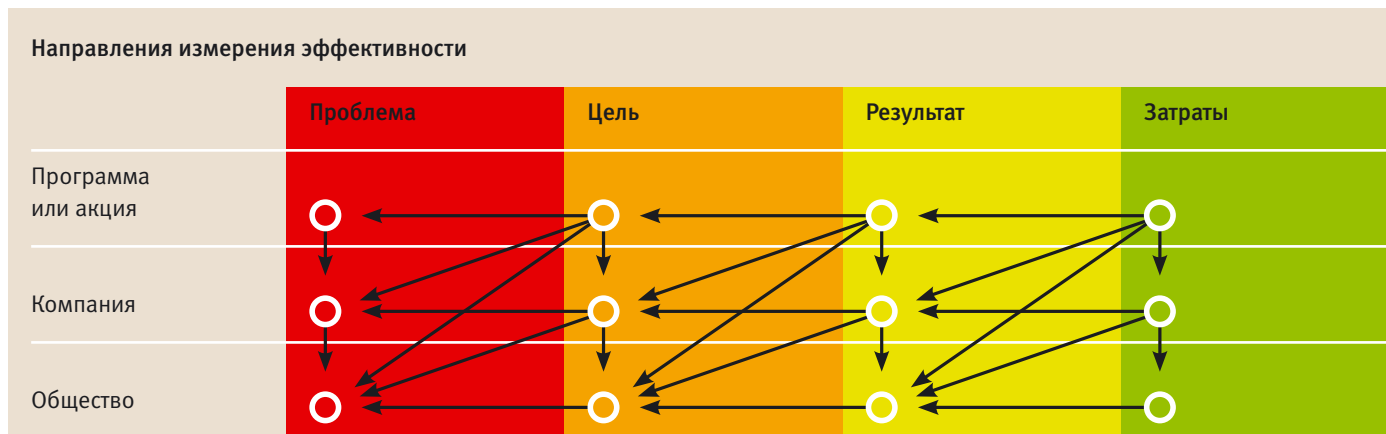 Направления измерения эффективности
Проблема
Цель
Результат
Затраты
Программа
или акция
Компания
Общество